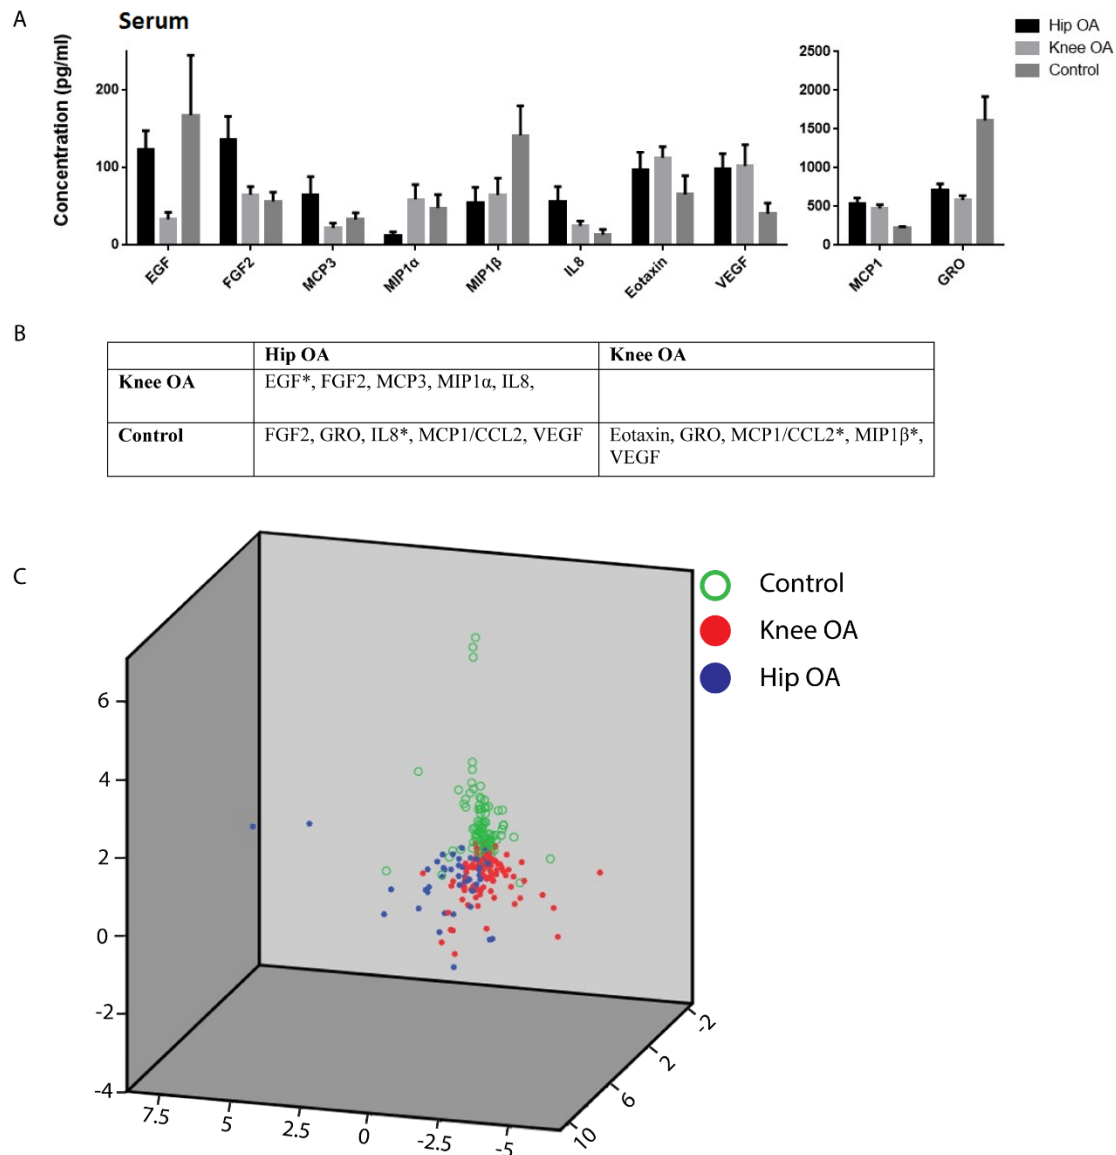 A
Serum
Concentration (pg/ml)
200
100
0
EGF
FGF2
MCP3
MIP1α
MIP1β
IL8
Eotaxin
VEGF
2500
2000
1500
1000
500
0
MCP1
GRO
Hip OA
Knee OA
Control
B
Hip OA Knee OA
Knee OA EGF*, FGF2, MCP3, MIP1α, IL8,
Control FGF2, GRO, IL8*, MCP1/CCL2, VEGF Eotaxin, GRO, MCP1/CCL2*, MIP1β*,
VEGF
C
Control
Knee OA
Hip OA
6
4
2
0
-2
-4
7.5
5
2.5
0
-2.5
-5
10
6
2
-2